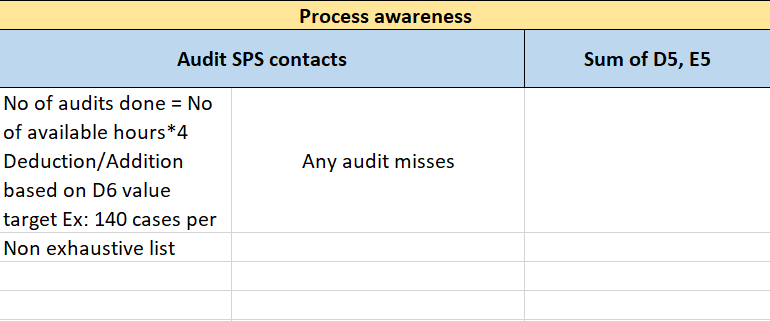 Process awareness
Audit SPS contacts
Sum of D5, E5
No of audits done = No
of available hours*4
Deduction/Addition
based on D6 value
target Ex: 140 cases per
Any audit misses
Non exhaustive list